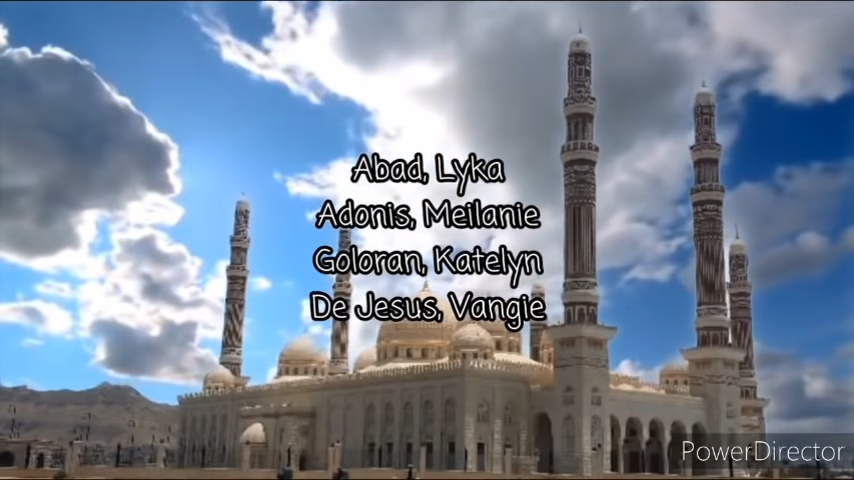 Abad, Lyka
Adonis, Meilanie
Goloran, Katelyn
De Jesus, Vangie
PowerDirector